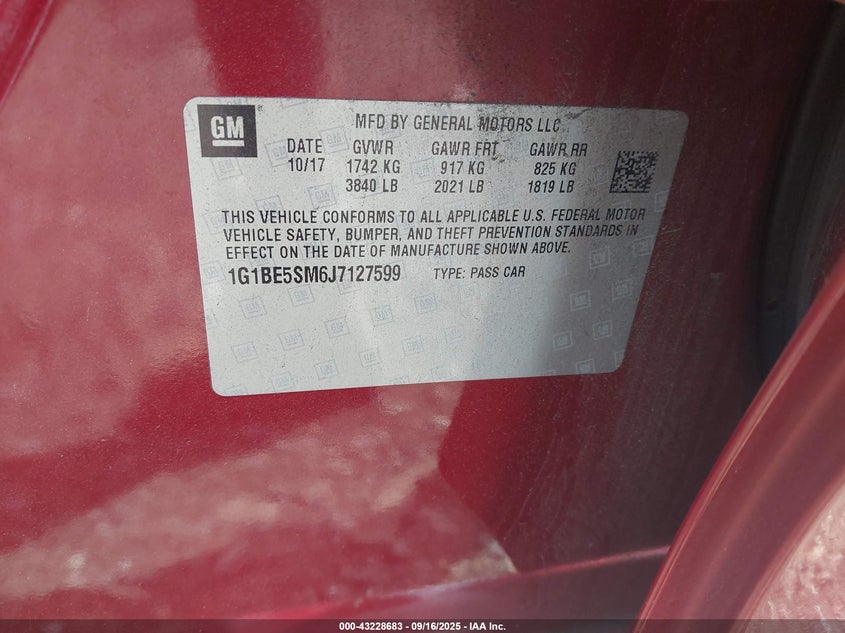 GM
MFD BY GENERAL MOTORS LLC
DATE GVWR GAWR FRT GAWR RR
10/17 1742 KG 917 KG 825 KG
3840 LB 2021 LB 1819 LB
THIS VEHICLE CONFORMS TO ALL APPLICABLE U.S. FEDERAL MOTOR
VEHICLE SAFETY, BUMPER, AND THEFT PREVENTION STANDARDS IN
EFFECT ON THE DATE OF MANUFACTURE SHOWN ABOVE.
1G1BE5SM6J7127599 TYPE: PASS CAR
000-43228683 - 09/16/2025 - IAA Inc.